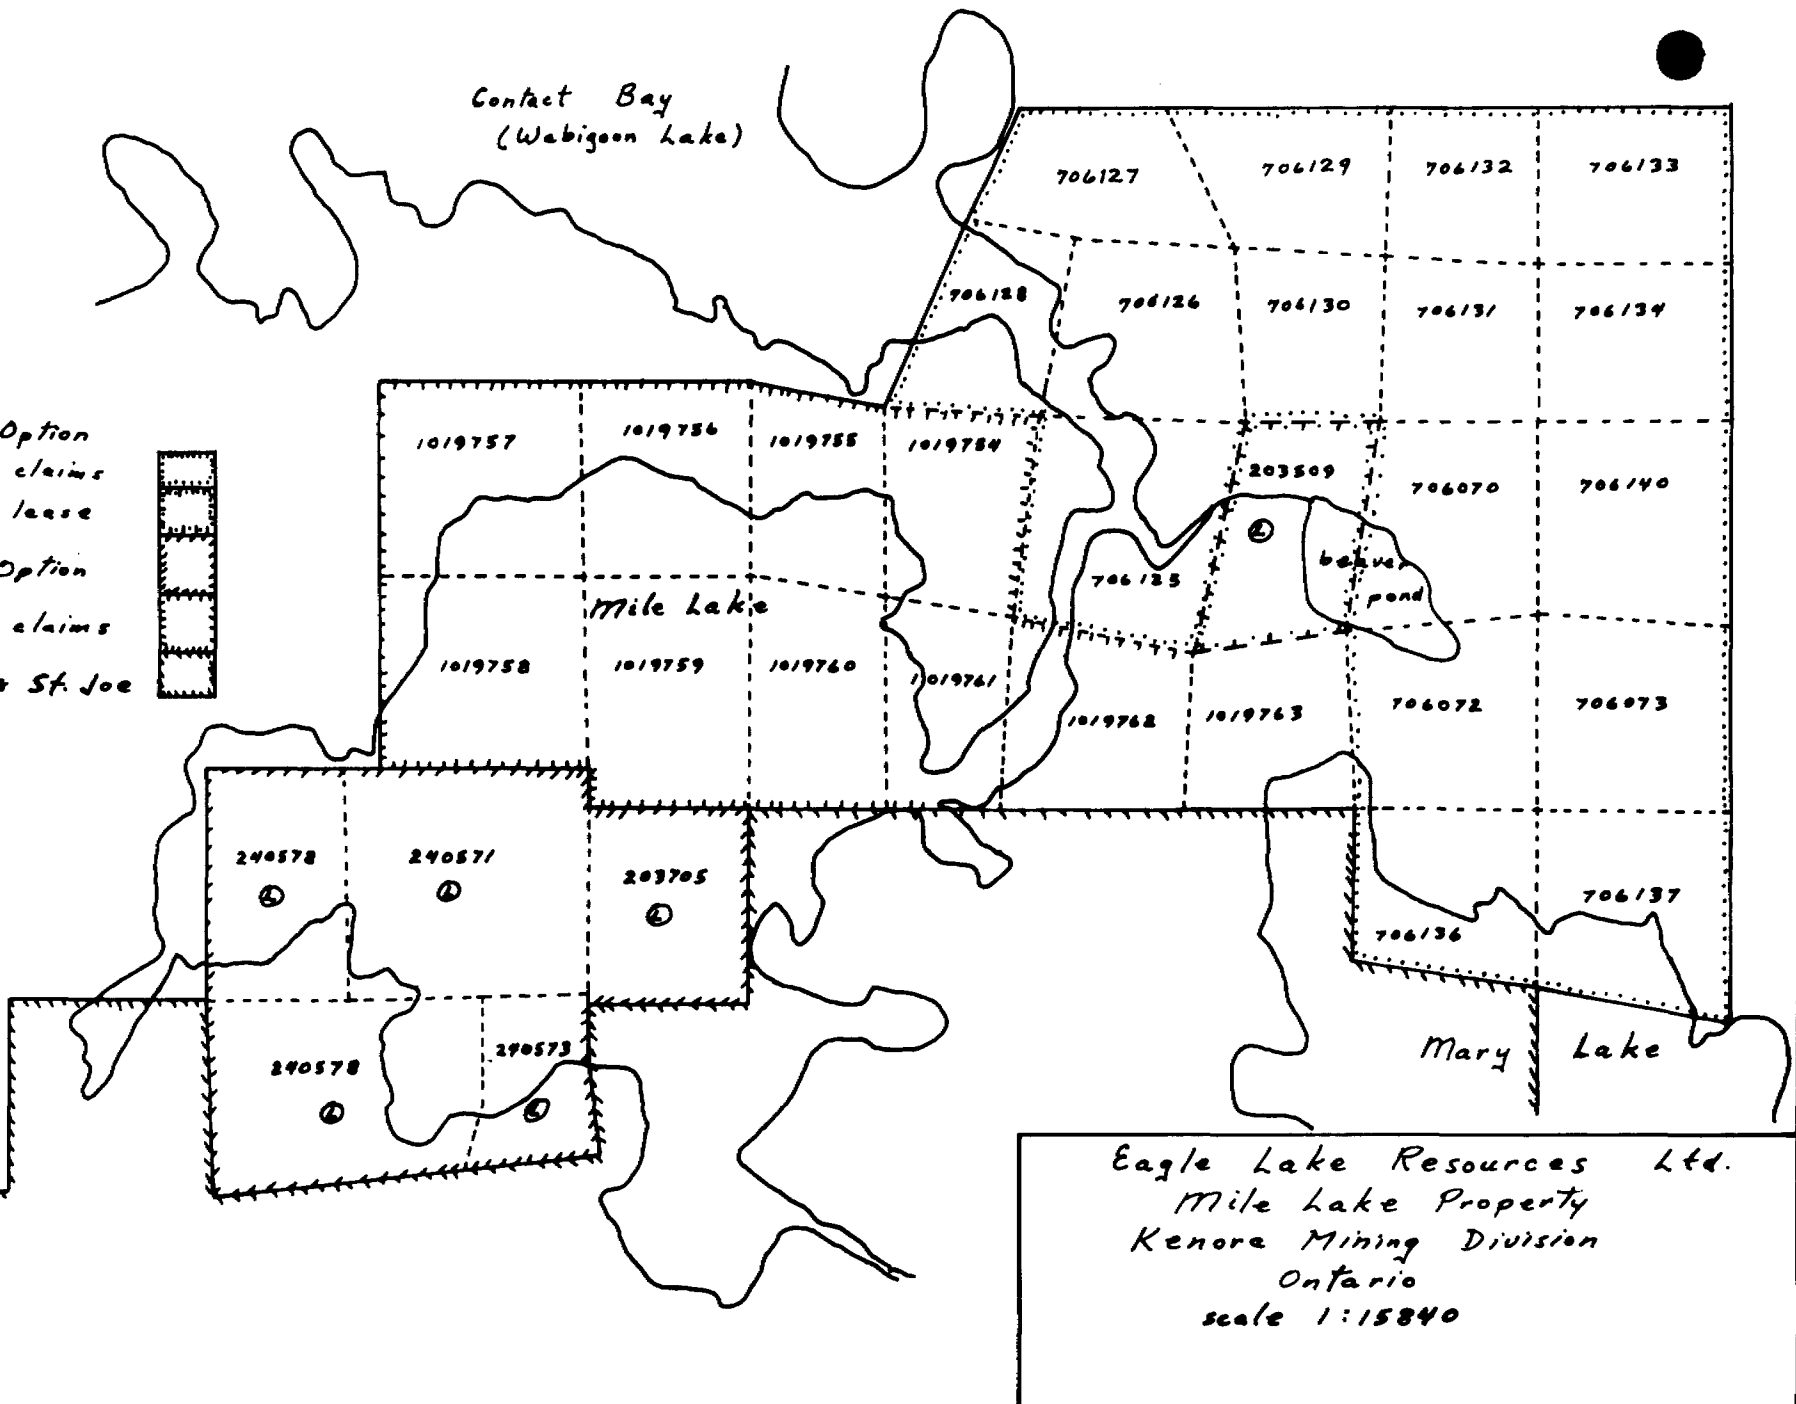 Contact Bay
(Wabigoon Lake)
706127
706129
706132
706133
706128
706126
706130
706131
706134
Option
claims
lease
Option
claims
St. Joe
1019757
1019756
1019755
1019754
203509
706070
706140
L
beaver
pond
706125
Mile Lake
1019758
1019759
1019760
1019761
1019762
1019763
706072
706073
240578
L
240571
L
203705
L
706137
706136
240578
L
240573
L
Mary Lake
Eagle Lake Resources Ltd.
Mile Lake Property
Kenora Mining Division
Ontario
scale 1:15840